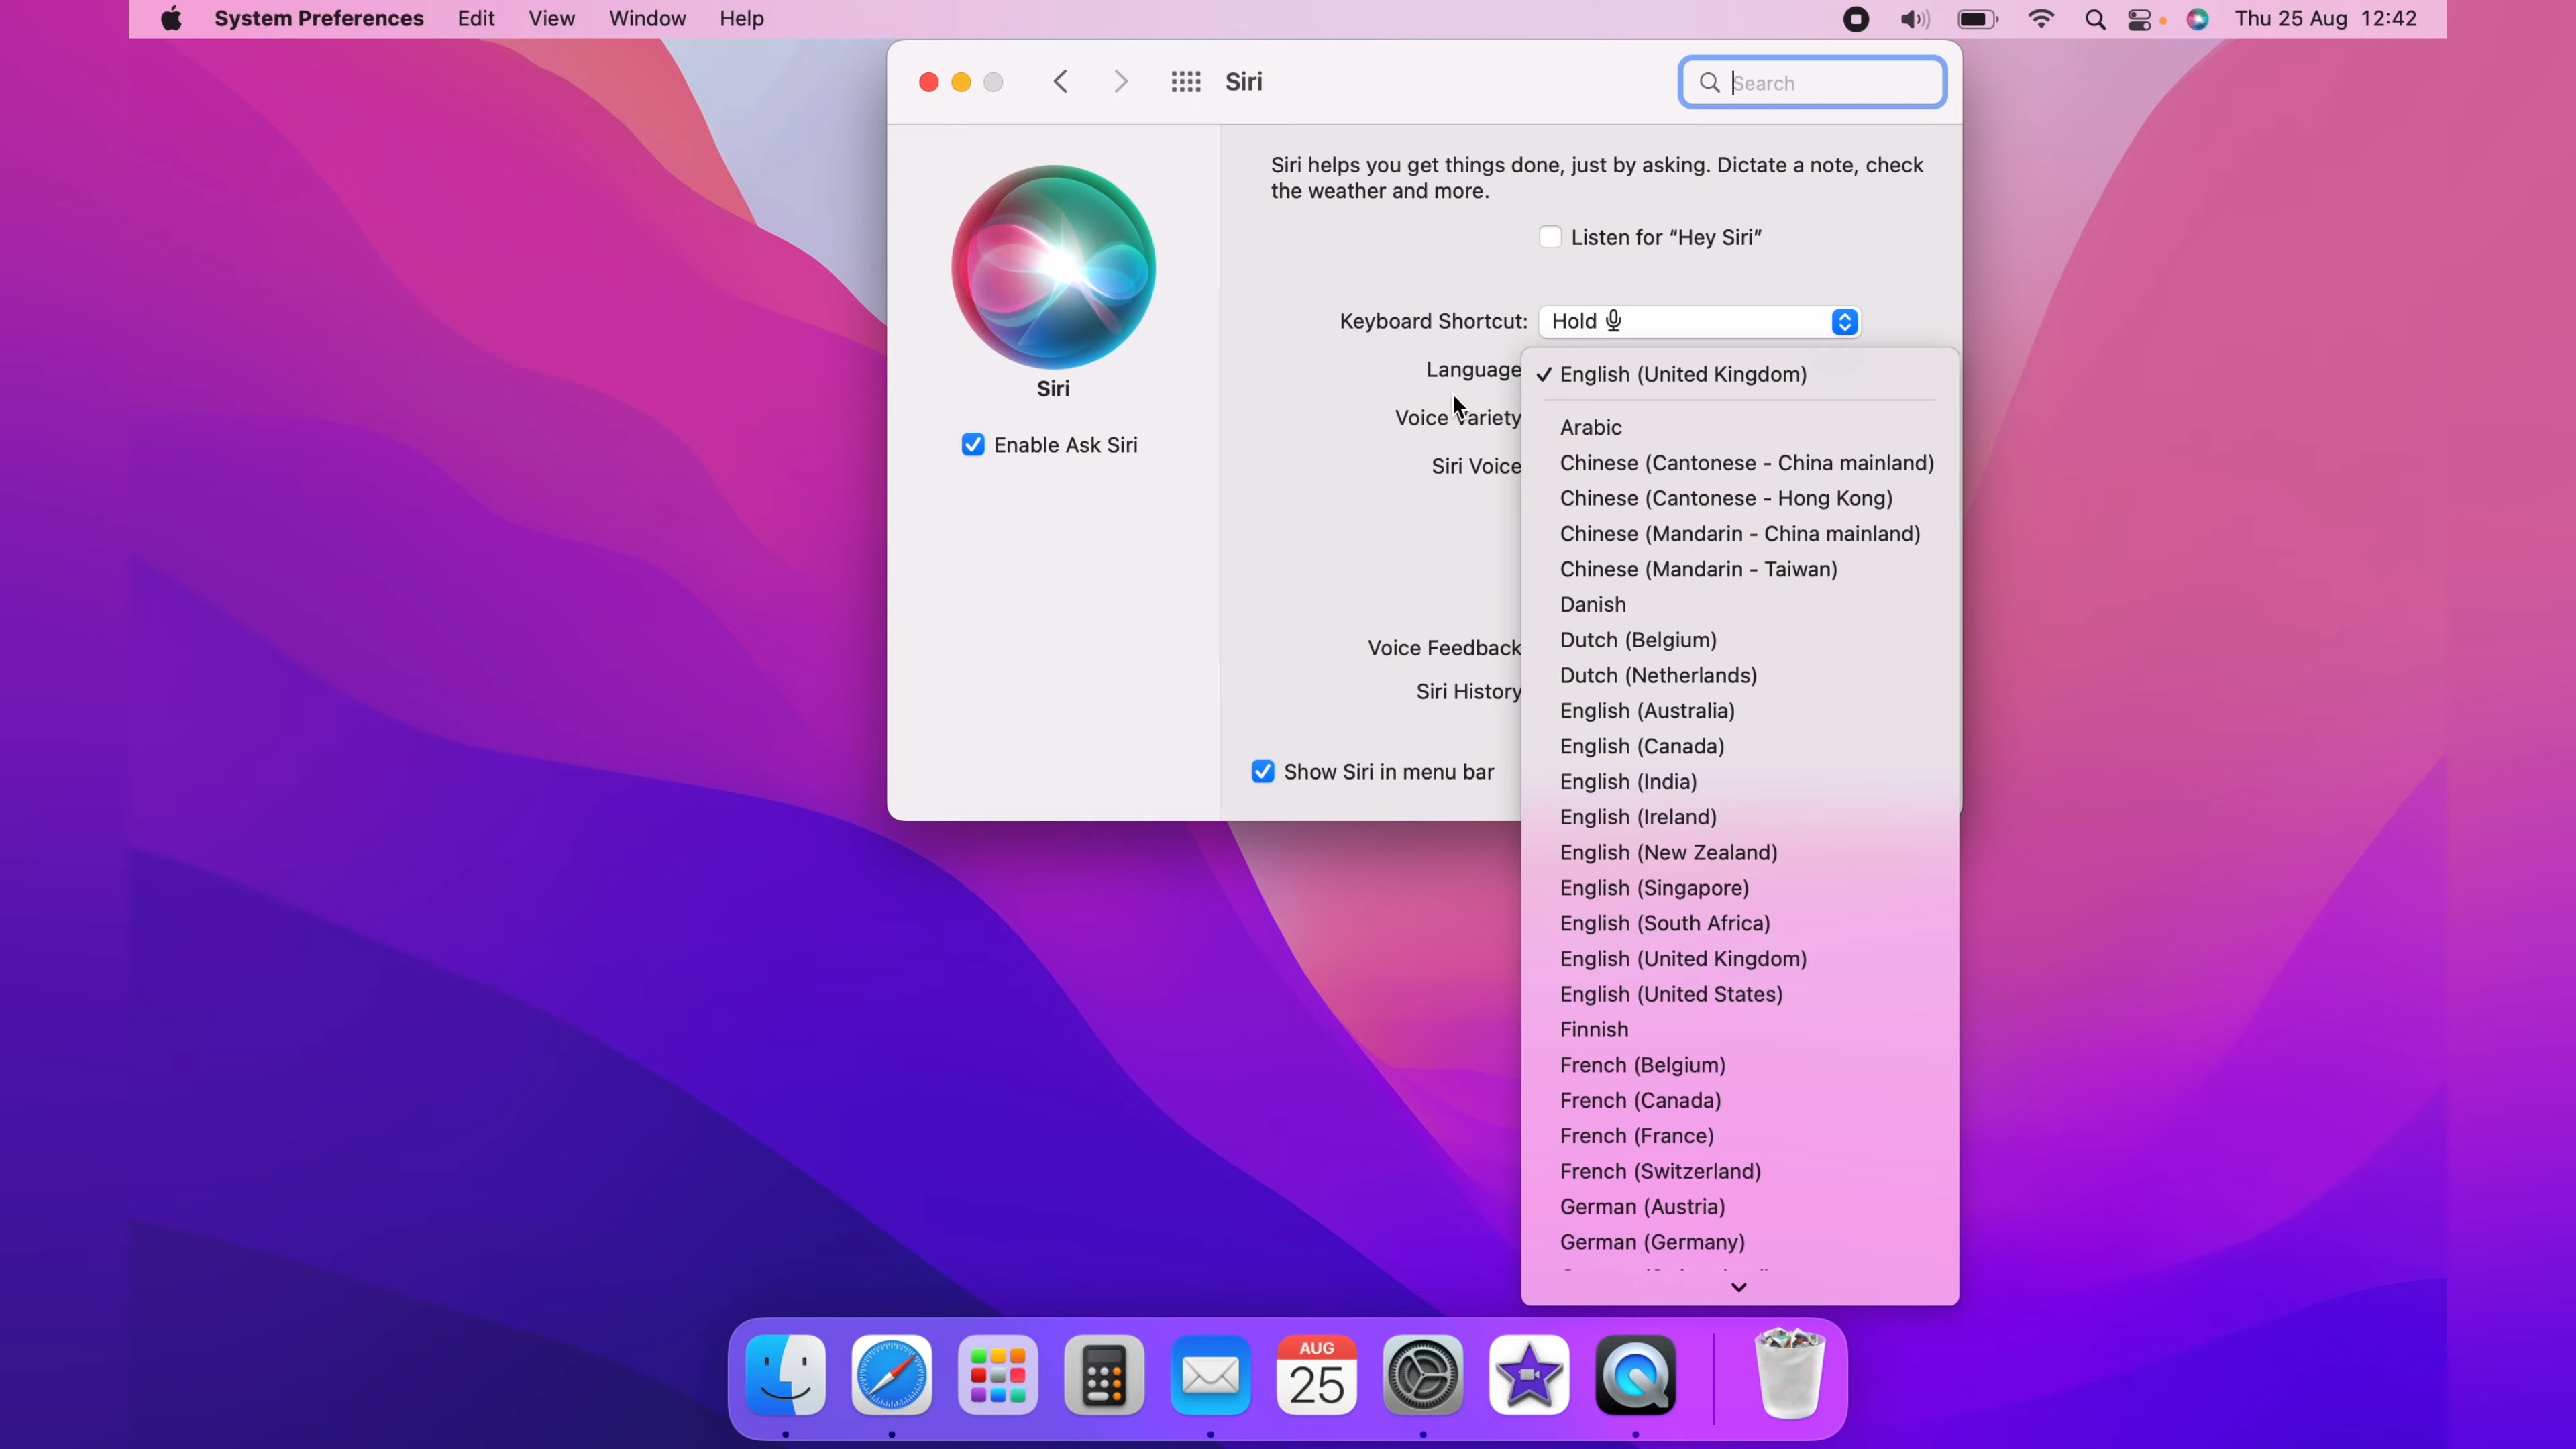 System Preferences Edit View Window Help Thu 25 Aug 12:42
Siri
Search
Siri helps you get things done, just by asking. Dictate a note, check
the weather and more.
Listen for “Hey Siri”
Keyboard Shortcut: Hold
Siri
Enable Ask Siri
Language
Voice Variety
Siri Voice
Voice Feedback
Siri History
Show Siri in menu bar
✓ English (United Kingdom)
Arabic
Chinese (Cantonese - China mainland)
Chinese (Cantonese - Hong Kong)
Chinese (Mandarin - China mainland)
Chinese (Mandarin - Taiwan)
Danish
Dutch (Belgium)
Dutch (Netherlands)
English (Australia)
English (Canada)
English (India)
English (Ireland)
English (New Zealand)
English (Singapore)
English (South Africa)
English (United Kingdom)
English (United States)
Finnish
French (Belgium)
French (Canada)
French (France)
French (Switzerland)
German (Austria)
German (Germany)
AUG
25